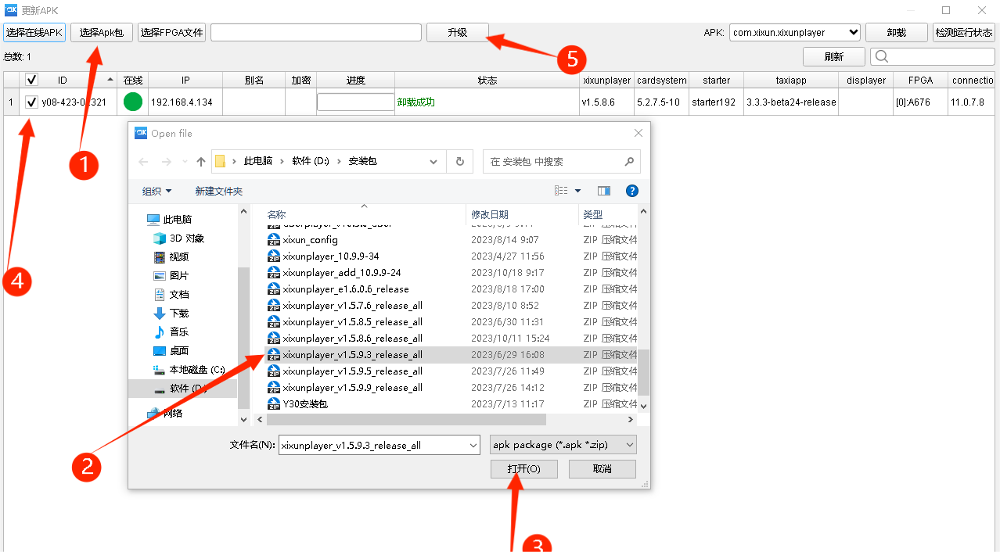 更新APK
选择在线APK 选择Apk包 选择FPGA文件 升级 APK: com.xixun.xixunplayer 卸载 检测运行状态
总数: 1 刷新
ID 在线 IP 别名 加密 进度 状态 xixunplayer cardsystem starter taxiapp displayer FPGA connectio
1 y08-423-0 321 192.168.4.134 卸载成功 v1.5.8.6 5.2.7.5-10 starter192 3.3.3-beta24-release [0]:A676 11.0.7.8
5
1
4
2
3
Open file
此电脑 › 软件 (D:) › 安装包 在 安装包 中搜索
组织 新建文件夹
此电脑
3D 对象
视频
图片
文档
下载
音乐
桌面
本地磁盘 (C:)
软件 (D:)
网络
名称 修改日期 类型
xixun_config 2023/8/14 9:07 ZIP 压缩文件
xixunplayer_10.9.9-34 2023/4/27 11:56 ZIP 压缩文件
xixunplayer_add_10.9.9-24 2023/10/18 9:17 ZIP 压缩文件
xixunplayer_e1.6.0.6_release 2023/8/18 17:00 ZIP 压缩文件
xixunplayer_v1.5.7.6_release_all 2023/8/10 8:52 ZIP 压缩文件
xixunplayer_v1.5.8.5_release_all 2023/6/30 11:31 ZIP 压缩文件
xixunplayer_v1.5.8.6_release_all 2023/10/11 15:24 ZIP 压缩文件
xixunplayer_v1.5.9.3_release_all 2023/6/29 16:08 ZIP 压缩文件
xixunplayer_v1.5.9.5_release_all 2023/7/26 11:49 ZIP 压缩文件
xixunplayer_v1.5.9.9_release_all 2023/7/26 14:12 ZIP 压缩文件
Y30安装包 2023/7/13 11:17 ZIP 压缩文件
文件名(N): xixunplayer_v1.5.9.3_release_all apk package (*.apk *.zip)
打开(O) 取消